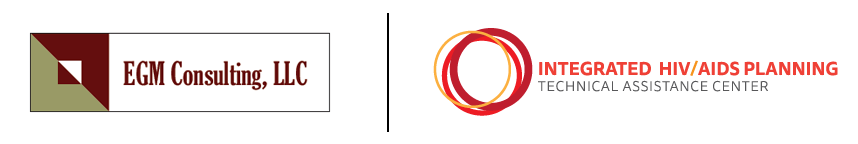 EGM Consulting, LLC
INTEGRATED HIV/AIDS PLANNING
TECHNICAL ASSISTANCE CENTER